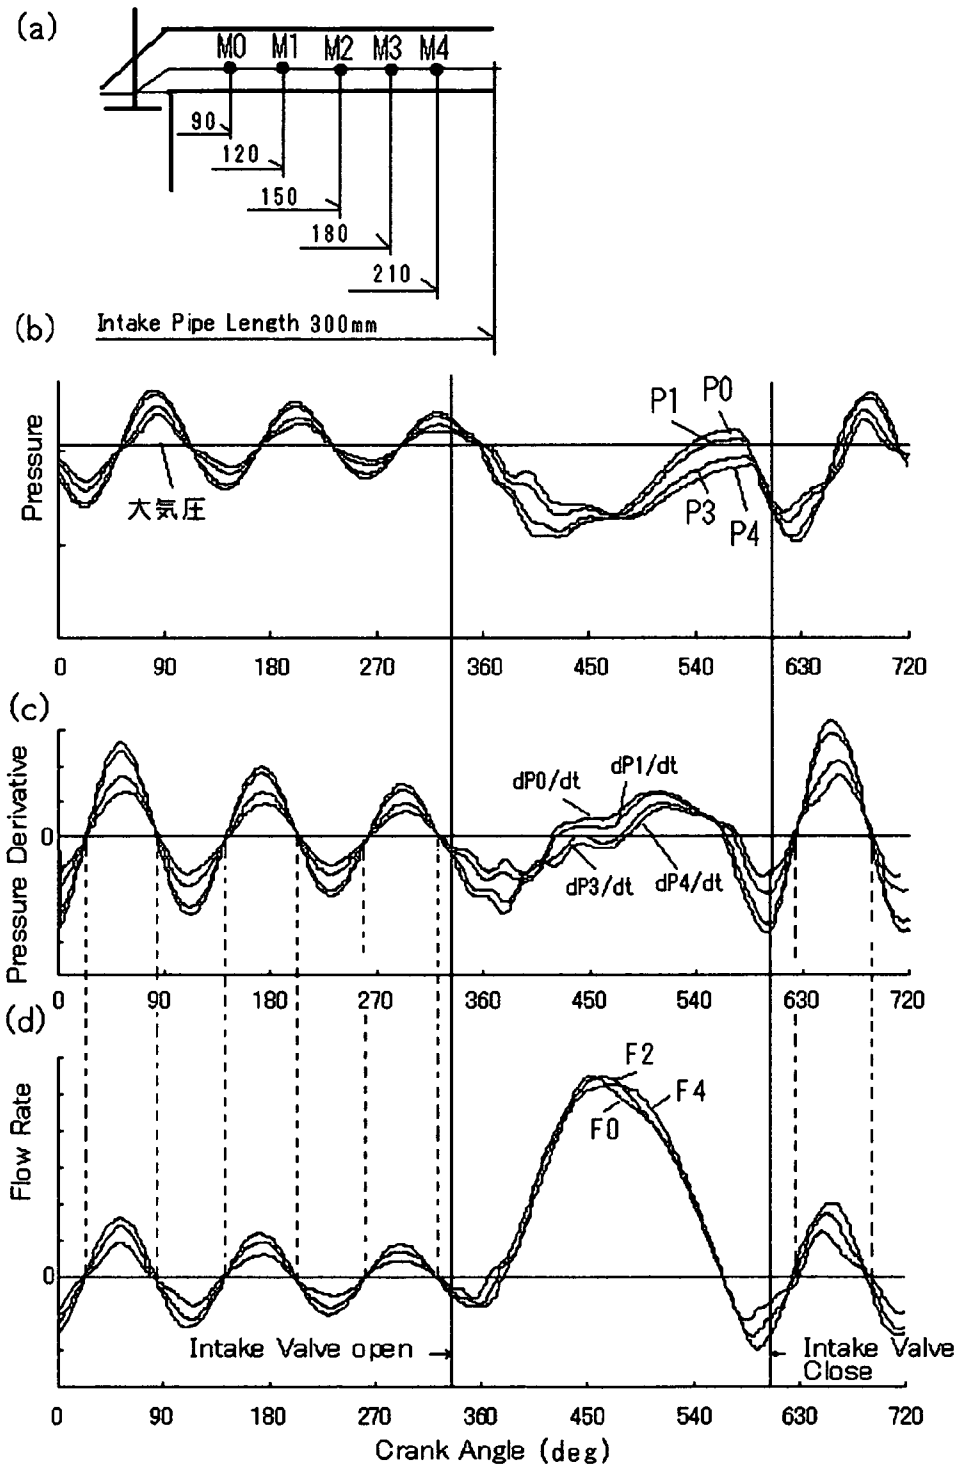 (a)
M0 M1 M2 M3 M4
90
120
150
180
210
Intake Pipe Length 300mm
(b)
Pressure
大気圧
P1 P0
P3 P4
0 90 180 270 360 450 540 630 720
(c)
Pressure Derivative
0
dP0/dt dP1/dt
dP3/dt dP4/dt
0 90 180 270 360 450 540 630 720
(d)
Flow Rate
0
F2
F4
F0
Intake Valve open
Intake Valve
Close
0 90 180 270 360 450 540 630 720
Crank Angle (deg)